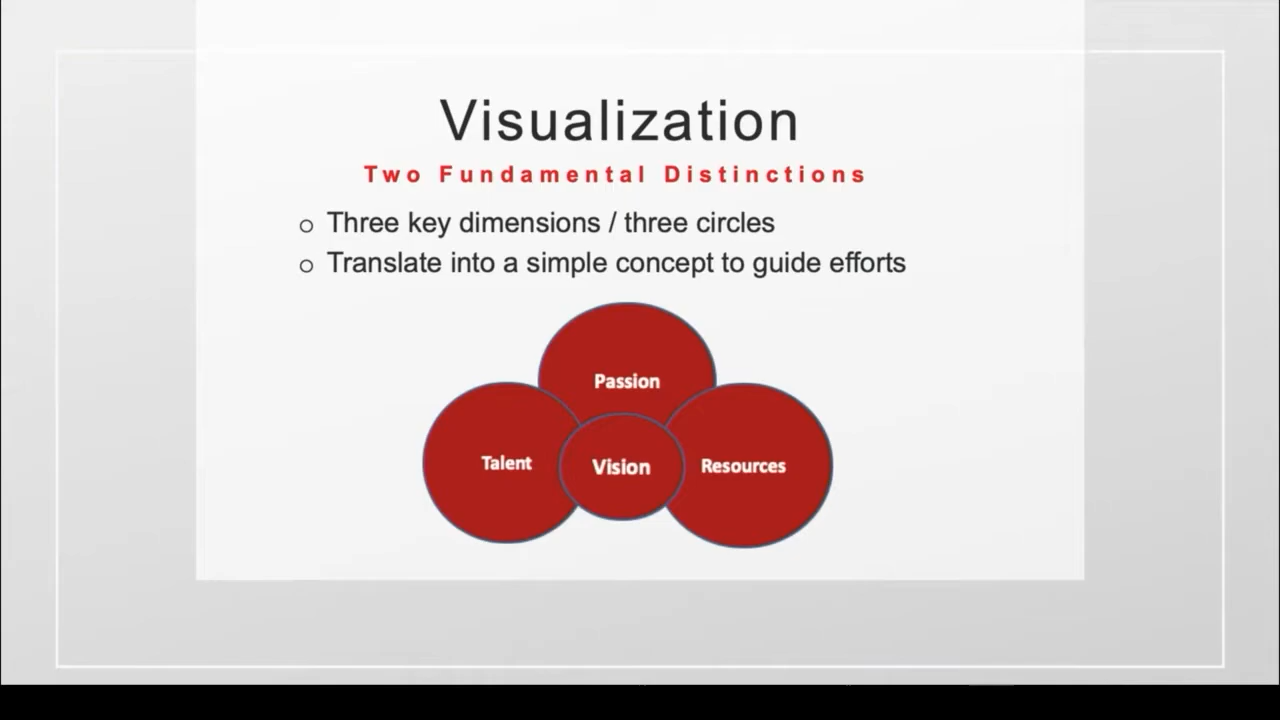 Visualization
Two Fundamental Distinctions
Three key dimensions / three circles
Translate into a simple concept to guide efforts
Passion
Talent
Vision
Resources